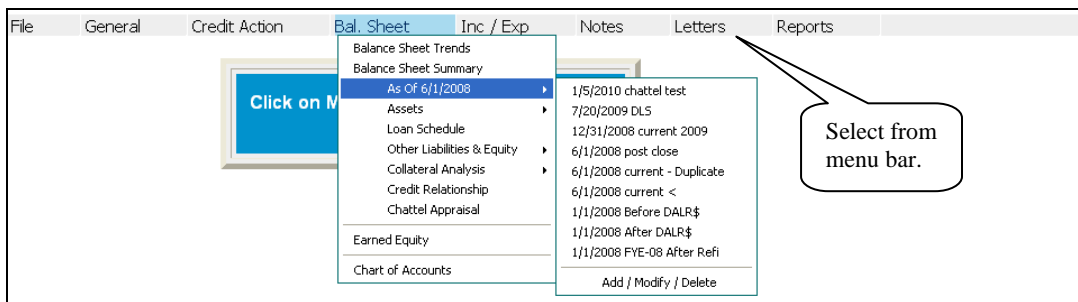 File General Credit Action Bal. Sheet Inc / Exp Notes Letters Reports
Click on M
Balance Sheet Trends
Balance Sheet Summary
As Of 6/1/2008
Assets
Loan Schedule
Other Liabilities & Equity
Collateral Analysis
Credit Relationship
Chattel Appraisal
Earned Equity
Chart of Accounts
1/5/2010 chattel test
7/20/2009 DLS
12/31/2008 current 2009
6/1/2008 post close
6/1/2008 current - Duplicate
6/1/2008 current <
1/1/2008 Before DALR$
1/1/2008 After DALR$
1/1/2008 FYE-08 After Refi
Add / Modify / Delete
Select from
menu bar.